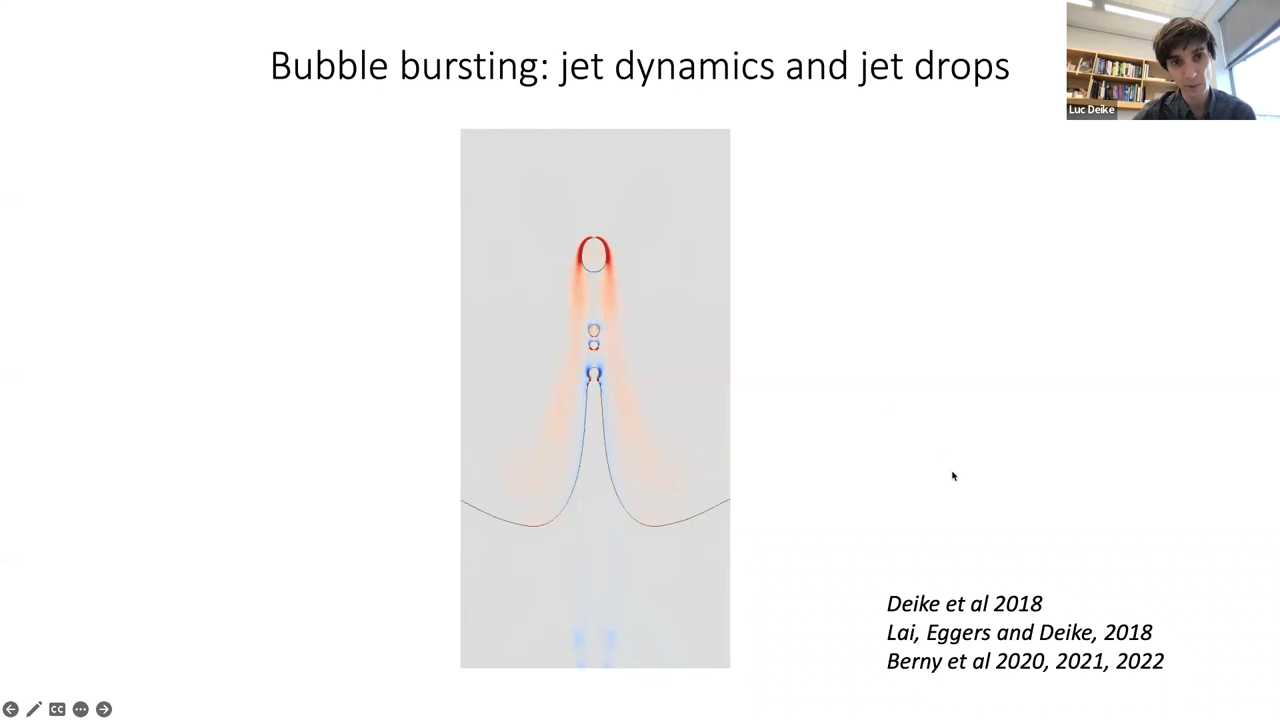 Bubble bursting: jet dynamics and jet drops
Luc Deike
Deike et al 2018
Lai, Eggers and Deike, 2018
Berny et al 2020, 2021, 2022
CC